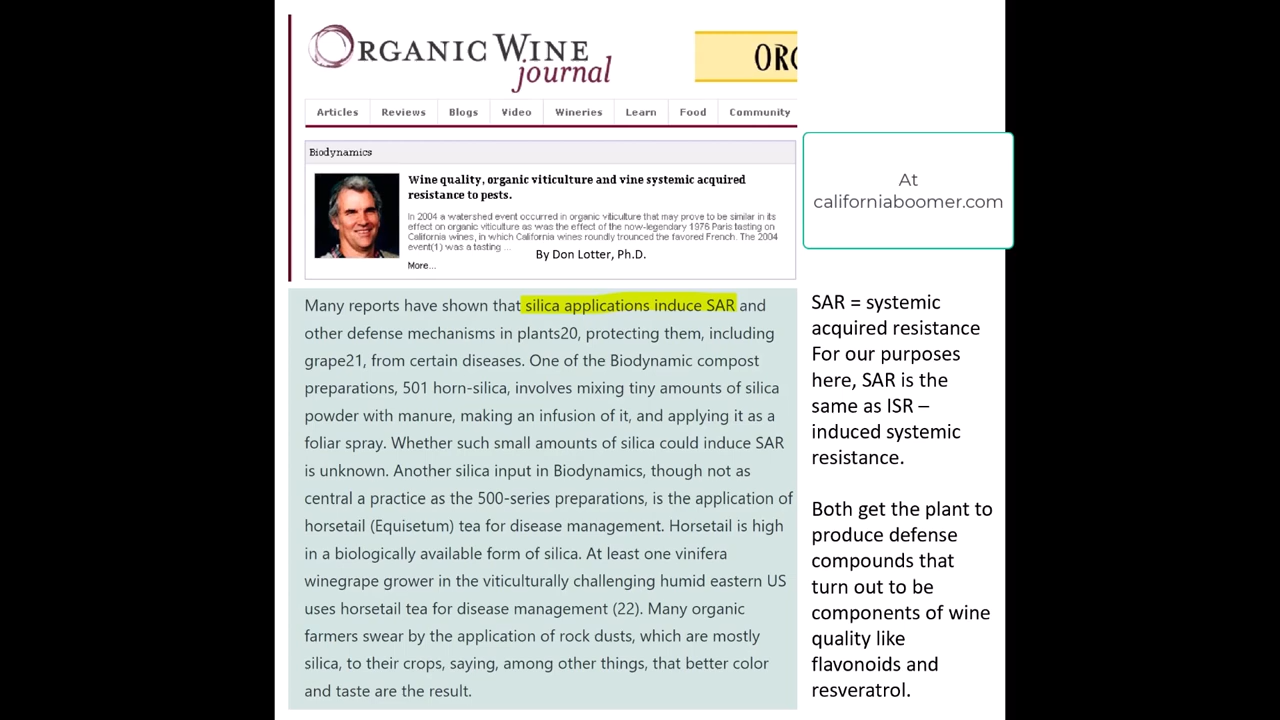 ORGANIC WINE
journal
ORG
Articles Reviews Blogs Video Wineries Learn Food Community
Biodynamics
Wine quality, organic viticulture and vine systemic acquired
resistance to pests.
In 2004 a watershed event occurred in organic viticulture that may prove to be similar in its
effect on organic viticulture as was the effect of the now-legendary 1976 Paris tasting on
California wines, in which California wines roundly trounced the favored French. The 2004
event(1) was a tasting ...
By Don Lotter, Ph.D.
More...
At
californiaboomer.com
Many reports have shown that silica applications induce SAR and
other defense mechanisms in plants20, protecting them, including
grape21, from certain diseases. One of the Biodynamic compost
preparations, 501 horn-silica, involves mixing tiny amounts of silica
powder with manure, making an infusion of it, and applying it as a
foliar spray. Whether such small amounts of silica could induce SAR
is unknown. Another silica input in Biodynamics, though not as
central a practice as the 500-series preparations, is the application of
horsetail (Equisetum) tea for disease management. Horsetail is high
in a biologically available form of silica. At least one vinifera
winegrape grower in the viticulturally challenging humid eastern US
uses horsetail tea for disease management (22). Many organic
farmers swear by the application of rock dusts, which are mostly
silica, to their crops, saying, among other things, that better color
and taste are the result.
SAR = systemic
acquired resistance
For our purposes
here, SAR is the
same as ISR –
induced systemic
resistance.
Both get the plant to
produce defense
compounds that
turn out to be
components of wine
quality like
flavonoids and
resveratrol.